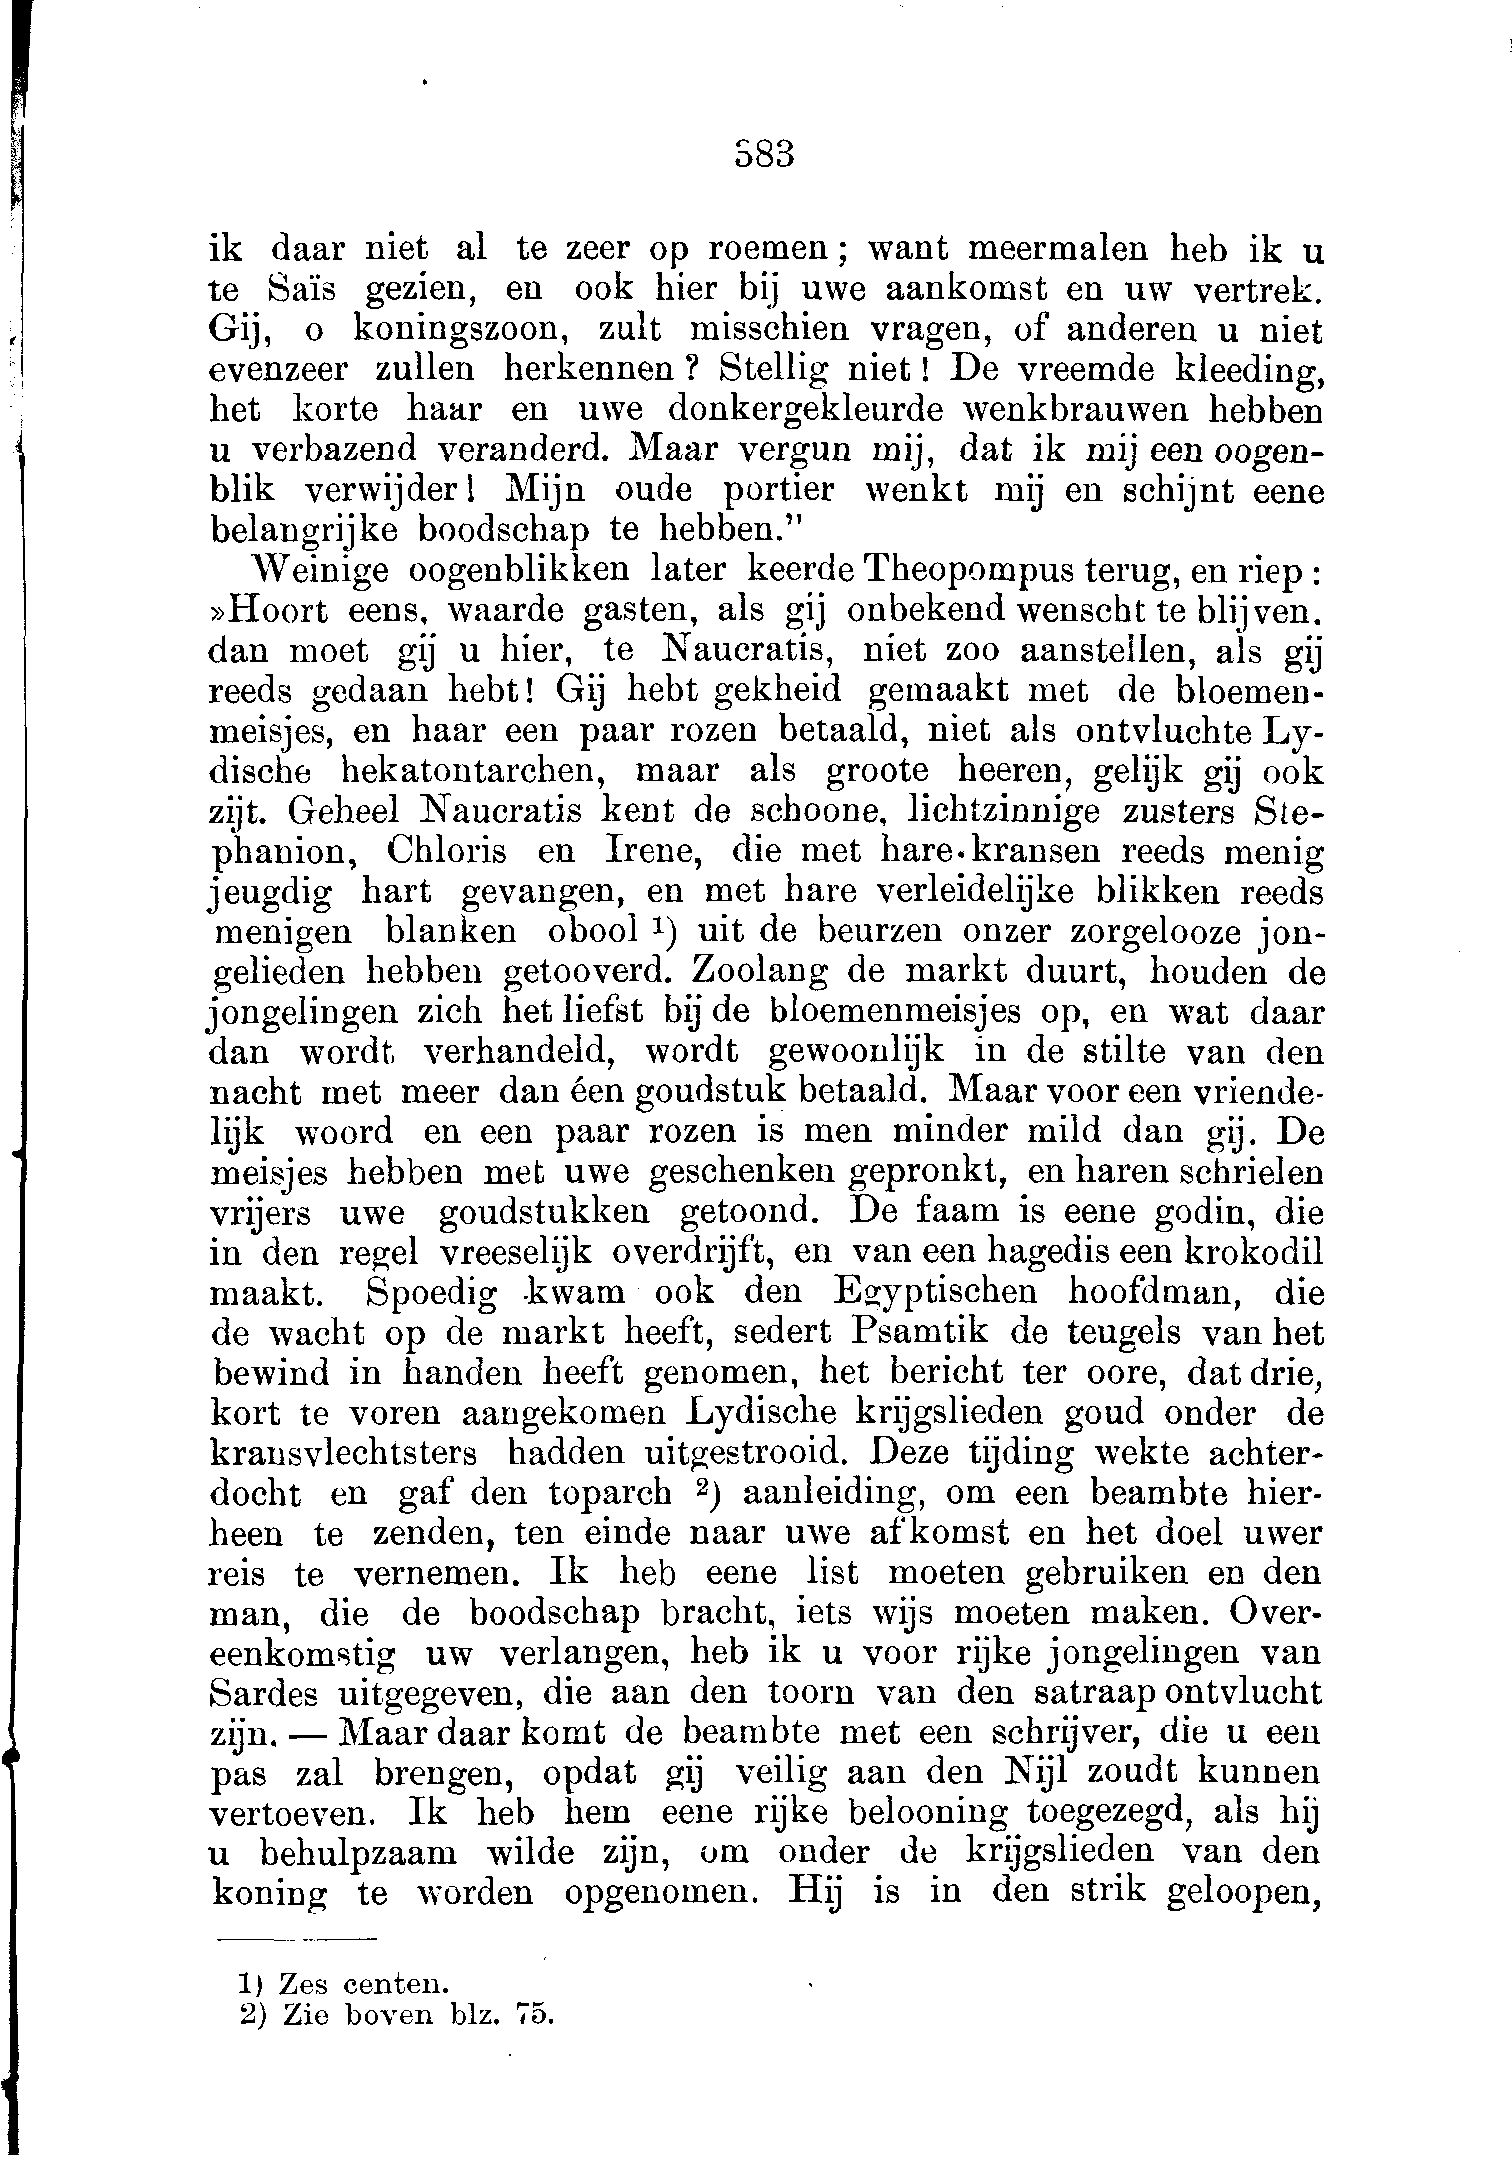 583
ik daar niet al te zeer op roemen; want meermalen heb ik u
te Saïs gezien, en ook hier bij uwe aankomst en uw vertrek.
Gij, o koningszoon, zult misschien vragen, of anderen u niet
evenzeer zullen herkennen? Stellig niet! De vreemde kleeding,
het korte haar en uwe donkergekleurde wenkbrauwen hebben
u verbazend veranderd. Maar vergun mij, dat ik mij een oogen-
blik verwijder! Mijn oude portier wenkt mij en schijnt eene
belangrijke boodschap te hebben."
Weinige oogenblikken later keerde Theopompus terug, en riep:
»Hoort eens, waarde gasten, als gij onbekend wenscht te blijven.
dan moet gij u hier, te Naucratis, niet zoo aanstellen, als gij
reeds gedaan hebt! Gij hebt gekheid gemaakt met de bloemen-
meisjes, en haar een paar rozen betaald, niet als ontvluchte Ly-
dische hekatontarchen, maar als groote heeren, gelijk gij ook
zijt. Geheel Naucratis kent de schoone, lichtzinnige zusters Ste-
phanion, Chloris en Irene, die met hare kransen reeds menig
jeugdig hart gevangen, en met hare verleidelijke blikken reeds
menigen blanken obool 1) uit de beurzen onzer zorgelooze jon-
gelieden hebben getooverd. Zoolang de markt duurt, houden de
jongelingen zich het liefst bij de bloemenmeisjes op, en wat daar
dan wordt verhandeld, wordt gewoonlijk in de stilte van den
nacht met meer dan éen goudstuk betaald. Maar voor een vriende-
lijk woord en een paar rozen is men minder mild dan gij. De
meisjes hebben met uwe geschenken gepronkt, en haren schrielen
vrijers uwe goudstukken getoond. De faam is eene godin, die
in den regel vreeselijk overdrijft, en van een hagedis een krokodil
maakt. Spoedig kwam ook den Egyptischen hoofdman, die
de wacht op de markt heeft, sedert Psamtik de teugels van het
bewind in handen heeft genomen, het bericht ter oore, dat drie,
kort te voren aangekomen Lydische krijgslieden goud onder de
kransvlechtsters hadden uitgestrooid. Deze tijding wekte achter-
docht en gaf den toparch 2) aanleiding, om een beambte hier-
heen te zenden, ten einde naar uwe afkomst en het doel uwer
reis te vernemen. Ik heb eene list moeten gebruiken en den
man, die de boodschap bracht, iets wijs moeten maken. Over-
eenkomstig uw verlangen, heb ik u voor rijke jongelingen van
Sardes uitgegeven, die aan den toorn van den satraap ontvlucht
zijn. — Maar daar komt de beambte met een schrijver, die u een
pas zal brengen, opdat gij veilig aan den Nijl zoudt kunnen
vertoeven. Ik heb hem eene rijke belooning toegezegd, als hij
u behulpzaam wilde zijn, om onder de krijgslieden van den
koning te worden opgenomen. Hij is in den strik geloopen,
1) Zes centen.
2) Zie boven blz. 75.